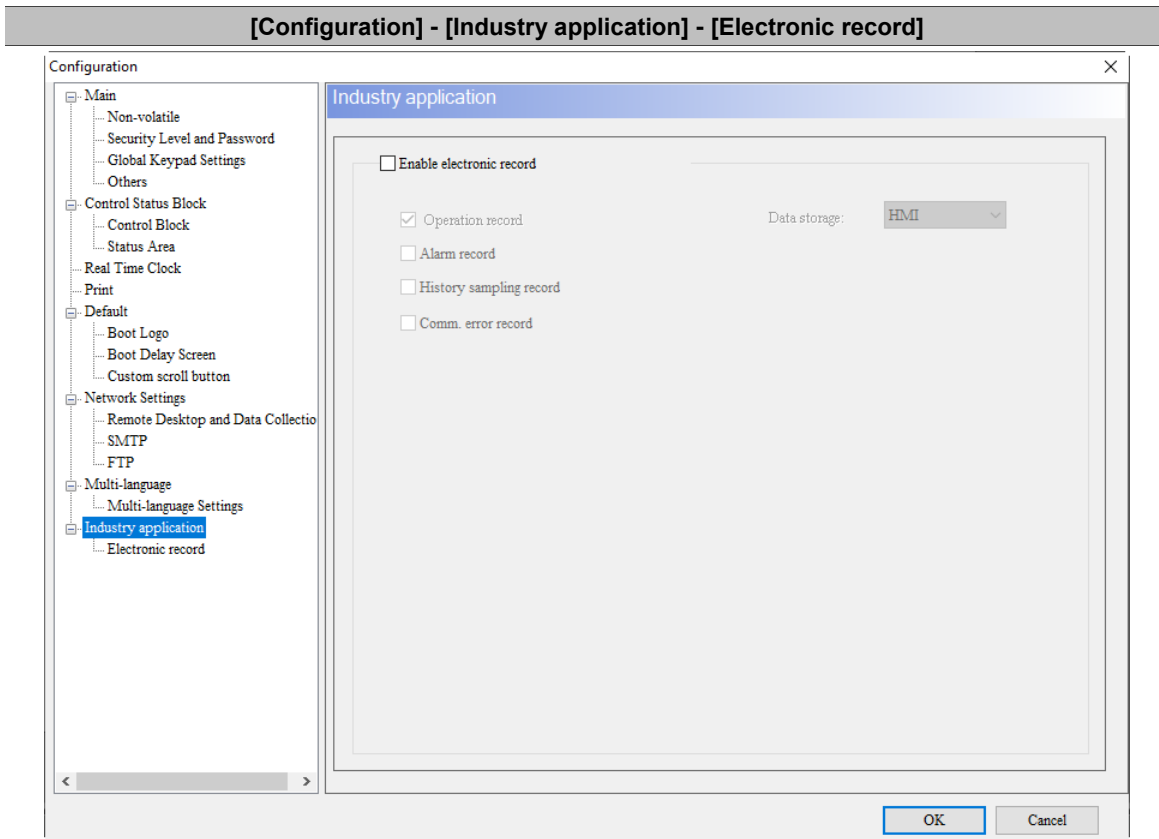 [Configuration] - [Industry application] - [Electronic record]
Configuration
Main
Non-volatile
Security Level and Password
Global Keypad Settings
Others
Control Status Block
Control Block
Status Area
Real Time Clock
Print
Default
Boot Logo
Boot Delay Screen
Custom scroll button
Network Settings
Remote Desktop and Data Collectio
SMTP
FTP
Multi-language
Multi-language Settings
Industry application
Electronic record
Industry application
Enable electronic record
Operation record
Data storage: HMI
Alarm record
History sampling record
Comm. error record
OK Cancel